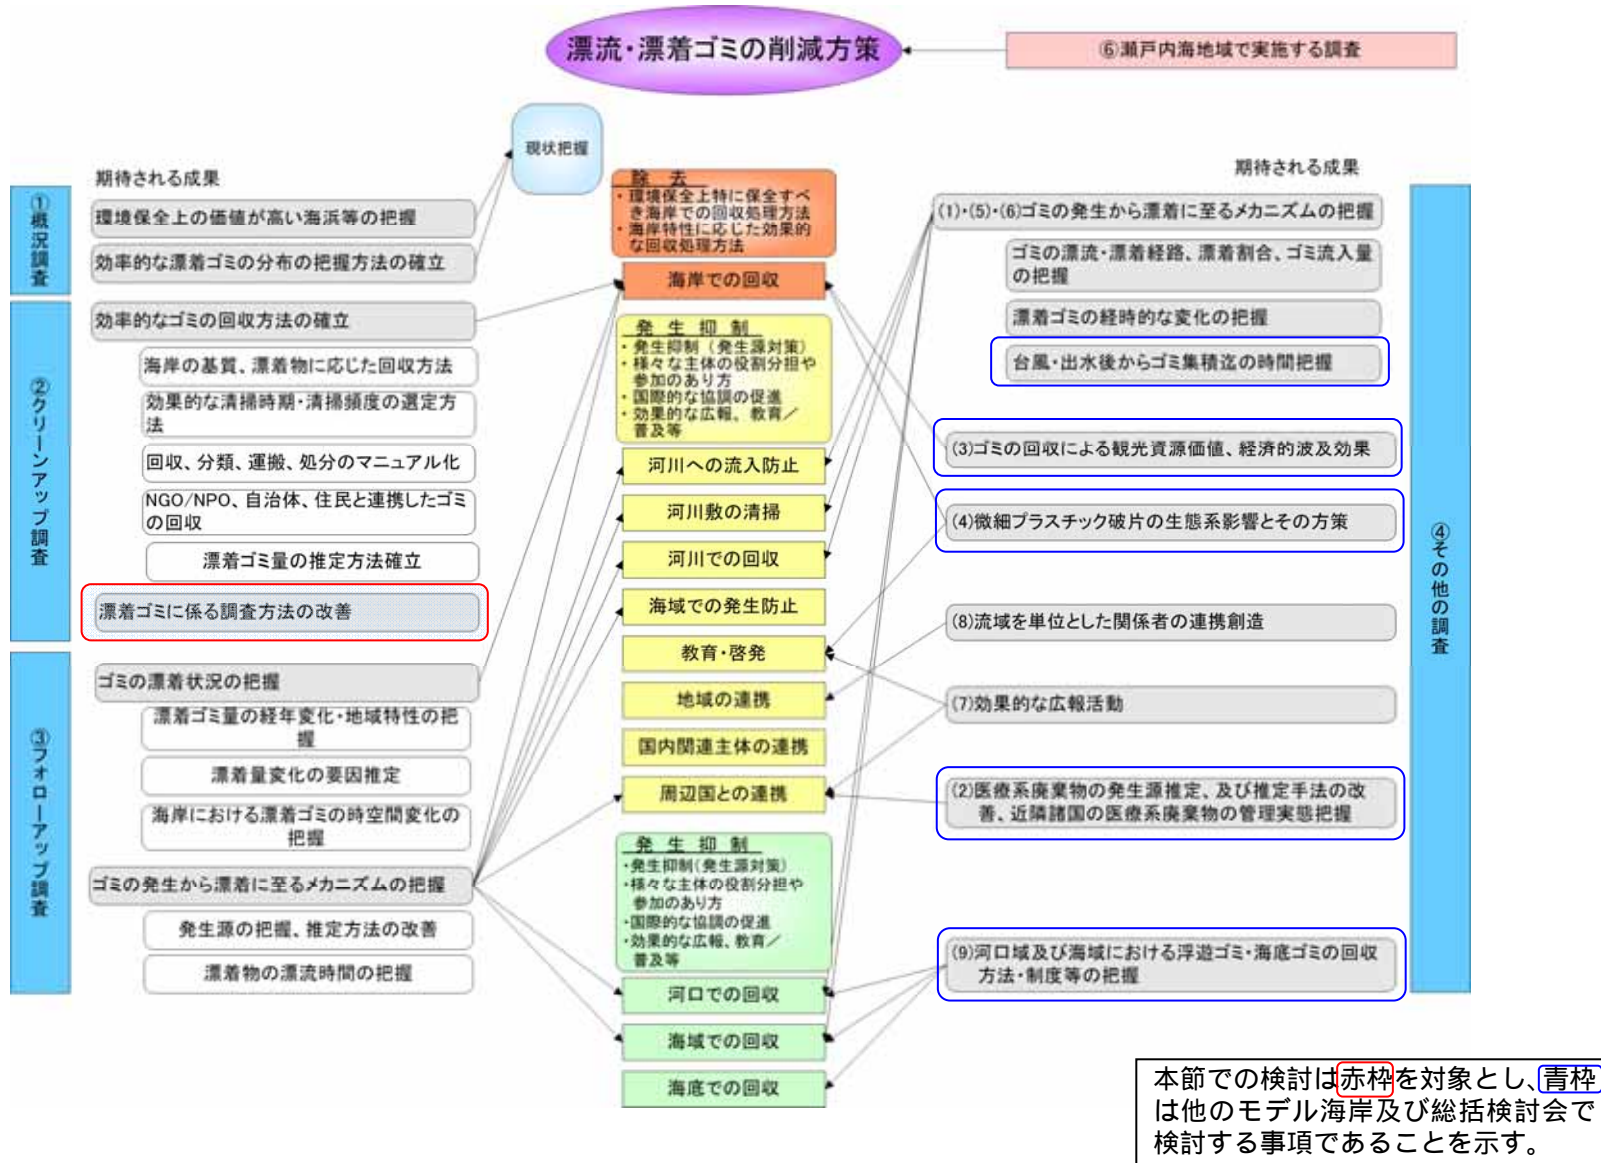 漂流・漂着ゴミの削減方策
⑥瀬戸内海地域で実施する調査
現状把握
期待される成果
①概況調査
環境保全上の価値が高い海浜等の把握
効率的な漂着ゴミの分布の把握方法の確立
②クリーンアップ調査
効率的なゴミの回収方法の確立
海岸の基質、漂着物に応じた回収方法
効果的な清掃時期・清掃頻度の選定方
法
回収、分類、運搬、処分のマニュアル化
NGO/NPO、自治体、住民と連携したゴミ
の回収
漂着ゴミ量の推定方法確立
漂着ゴミに係る調査方法の改善
③フォローアップ調査
ゴミの漂着状況の把握
漂着ゴミ量の経年変化・地域特性の把
握
漂着量変化の要因推定
海岸における漂着ゴミの時空間変化の
把握
ゴミの発生から漂着に至るメカニズムの把握
発生源の把握、推定方法の改善
漂着物の漂流時間の把握
除 去
・環境保全上特に保全すべ
き海岸での回収処理方法
・海岸特性に応じた効果的
な回収処理方法
海岸での回収
発 生 抑 制
・発生抑制（発生源対策）
・様々な主体の役割分担や
参加のあり方
・国際的な協調の促進
・効果的な広報、教育／
普及等
河川への流入防止
河川敷の清掃
河川での回収
海域での発生防止
教育・啓発
地域の連携
国内関連主体の連携
周辺国との連携
発 生 抑 制
・発生抑制(発生源対策)
・様々な主体の役割分担や
参加のあり方
・国際的な協調の促進
・効果的な広報、教育／
普及等
河口での回収
海域での回収
海底での回収
期待される成果
(1)・(5)・(6)ゴミの発生から漂着に至るメカニズムの把握
ゴミの漂流・漂着経路、漂着割合、ゴミ流入量
の把握
漂着ゴミの経時的な変化の把握
台風・出水後からゴミ集積迄の時間把握
(3)ゴミの回収による観光資源価値、経済的波及効果
(4)微細プラスチック破片の生態系影響とその方策
④その他の調査
(8)流域を単位とした関係者の連携創造
(7)効果的な広報活動
(2)医療系廃棄物の発生源推定、及び推定手法の改
善、近隣諸国の医療系廃棄物の管理実態把握
(9)河口域及び海域における浮遊ゴミ・海底ゴミの回収
方法・制度等の把握
本節での検討は赤枠を対象とし、青枠
は他のモデル海岸及び総括検討会で
検討する事項であることを示す。